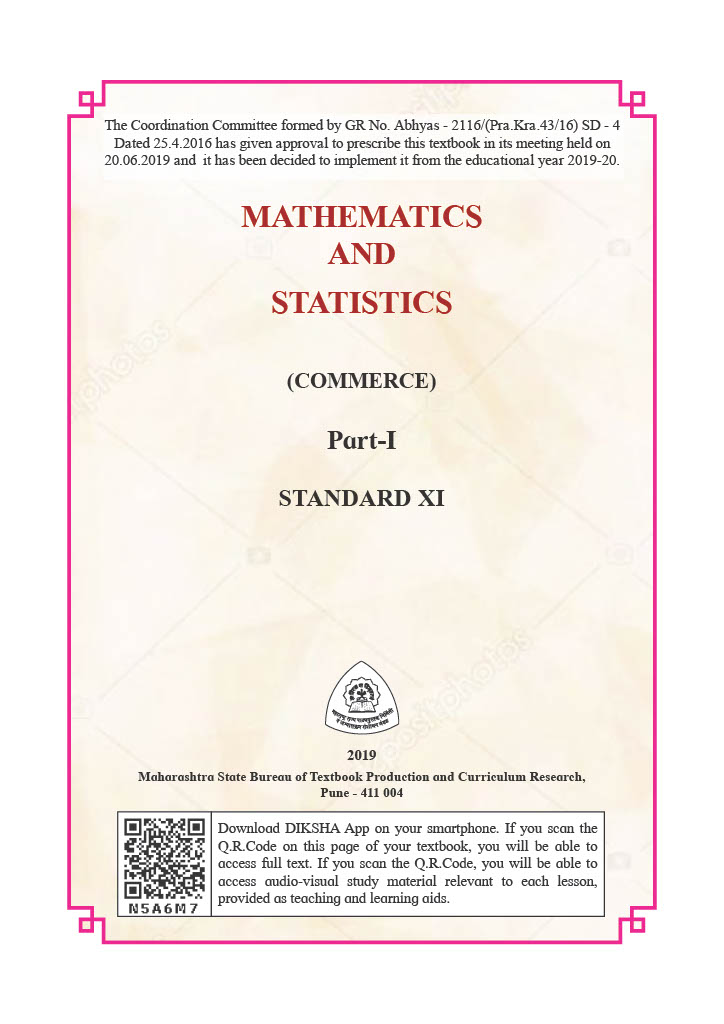 The Coordination Committee formed by GR No. Abhyas - 2116/(Pra.Kra.43/16) SD - 4
Dated 25.4.2016 has given approval to prescribe this textbook in its meeting held on
20.06.2019 and it has been decided to implement it from the educational year 2019-20.
MATHEMATICS
AND
STATISTICS
(COMMERCE)
Part-I
STANDARD XI
2019
Maharashtra State Bureau of Textbook Production and Curriculum Research,
Pune - 411 004
Download DIKSHA App on your smartphone. If you scan the
Q.R.Code on this page of your textbook, you will be able to
access full text. If you scan the Q.R.Code, you will be able to
access audio-visual study material relevant to each lesson,
provided as teaching and learning aids.
N5A6M7